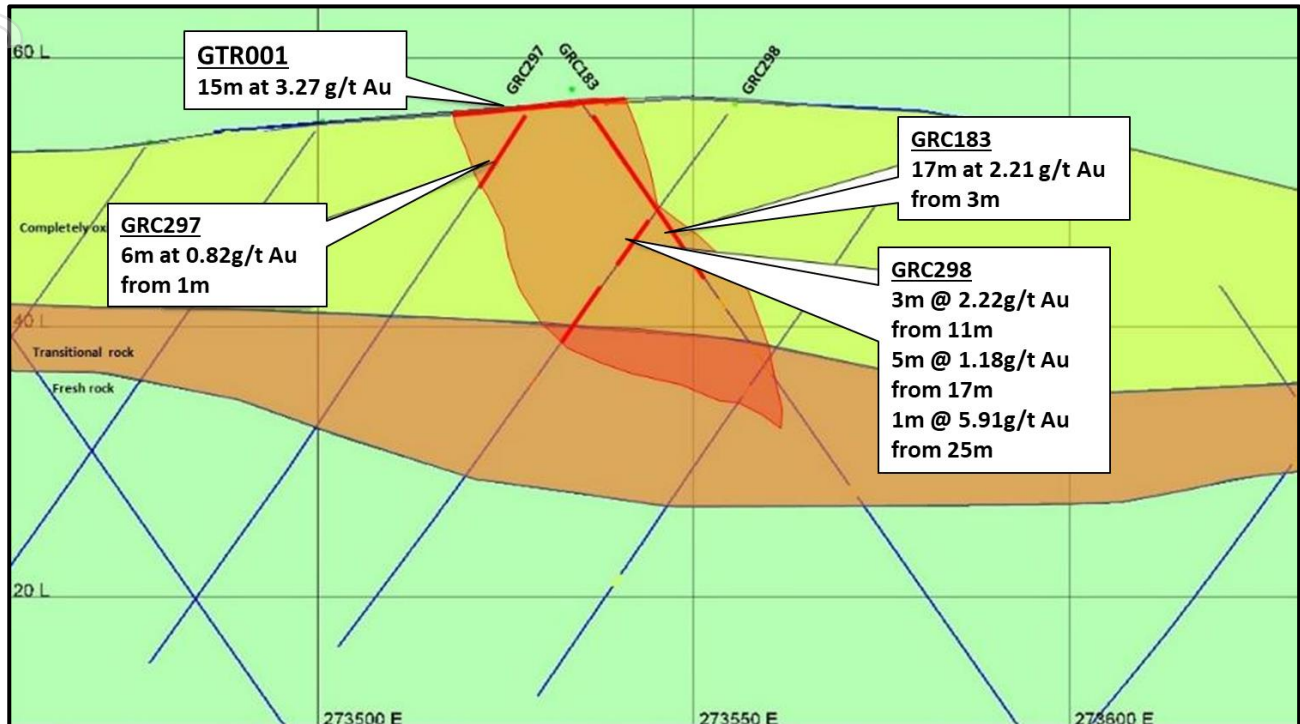 60 L
GTR001
15m at 3.27 g/t Au
GRC297
GRC183
GRC298
GRC183
17m at 2.21 g/t Au
from 3m
GRC297
6m at 0.82g/t Au
from 1m
Completely
GRC298
3m @ 2.22g/t Au
from 11m
5m @ 1.18g/t Au
from 17m
1m @ 5.91g/t Au
from 25m
40 L
Transitional rock
Fresh rock
20 L
273500 E
273550 E
273600 E